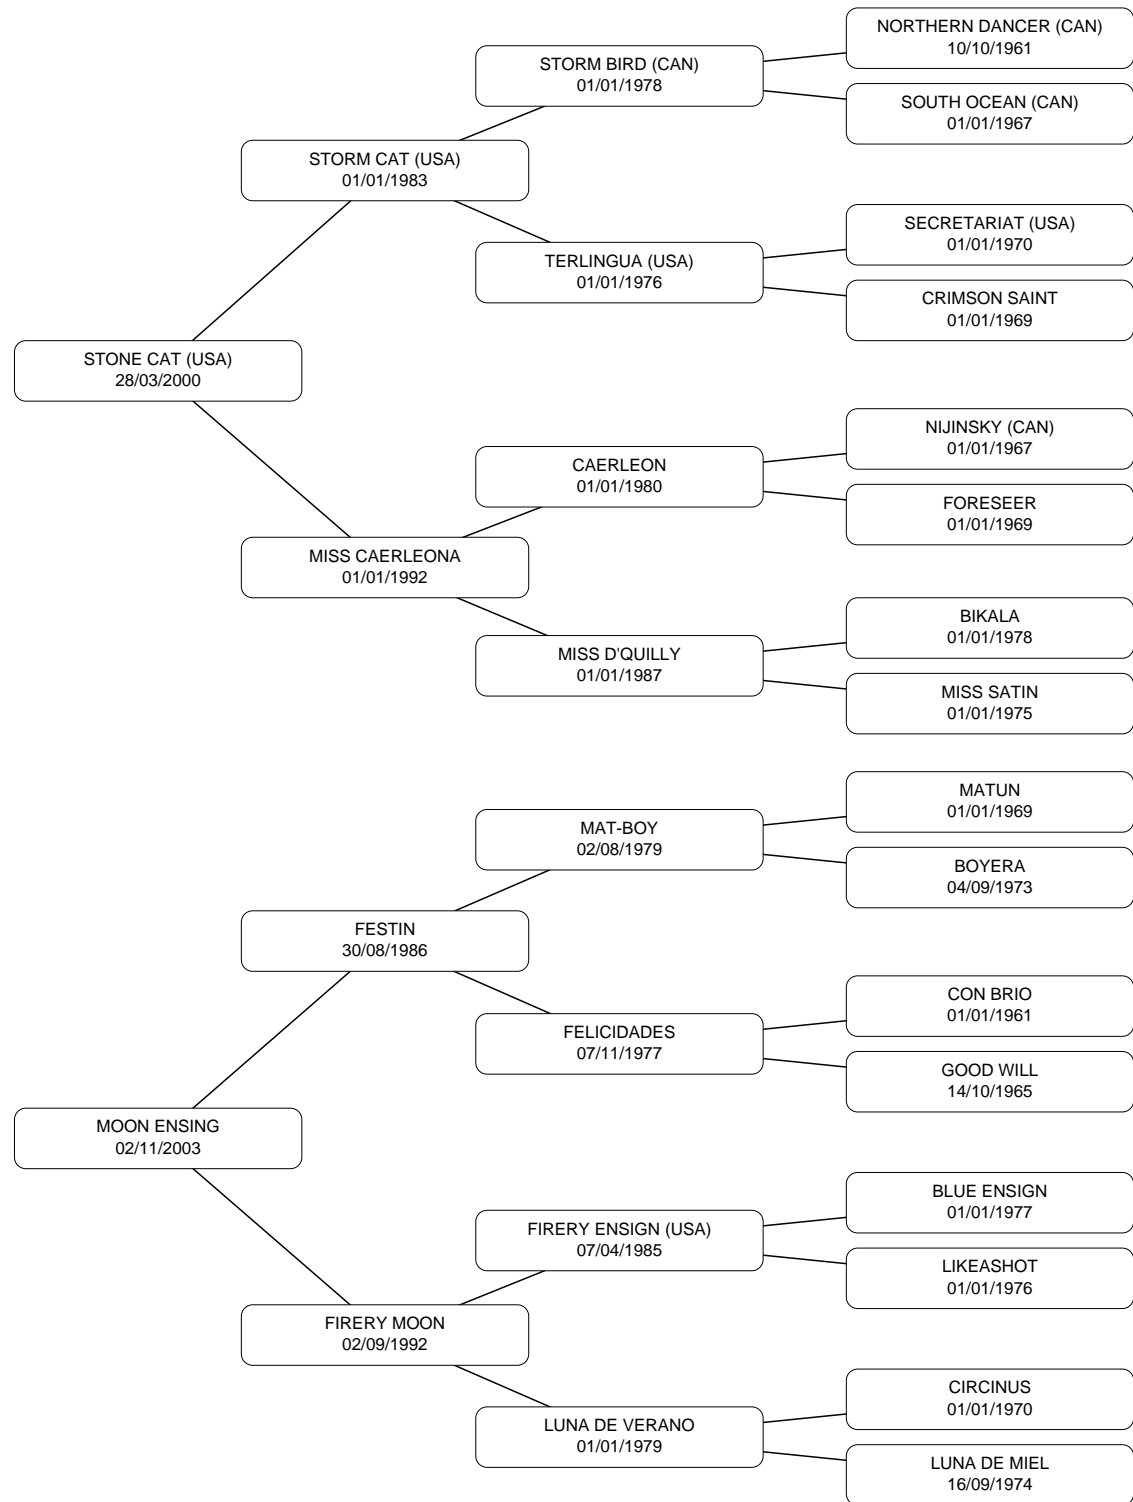 NORTHERN DANCER (CAN)
10/10/1961
STORM BIRD (CAN)
01/01/1978
SOUTH OCEAN (CAN)
01/01/1967
STORM CAT (USA)
01/01/1983
SECRETARIAT (USA)
01/01/1970
TERLINGUA (USA)
01/01/1976
CRIMSON SAINT
01/01/1969
STONE CAT (USA)
28/03/2000
NIJINSKY (CAN)
01/01/1967
CAERLEON
01/01/1980
FORESEER
01/01/1969
MISS CAERLEONA
01/01/1992
BIKALA
01/01/1978
MISS D'QUILLY
01/01/1987
MISS SATIN
01/01/1975
MATUN
01/01/1969
MAT-BOY
02/08/1979
BOYERA
04/09/1973
FESTIN
30/08/1986
CON BRIO
01/01/1961
FELICIDADES
07/11/1977
GOOD WILL
14/10/1965
MOON ENSING
02/11/2003
BLUE ENSIGN
01/01/1977
FIRERY ENSIGN (USA)
07/04/1985
LIKEASHOT
01/01/1976
FIRERY MOON
02/09/1992
CIRCINUS
01/01/1970
LUNA DE VERANO
01/01/1979
LUNA DE MIEL
16/09/1974